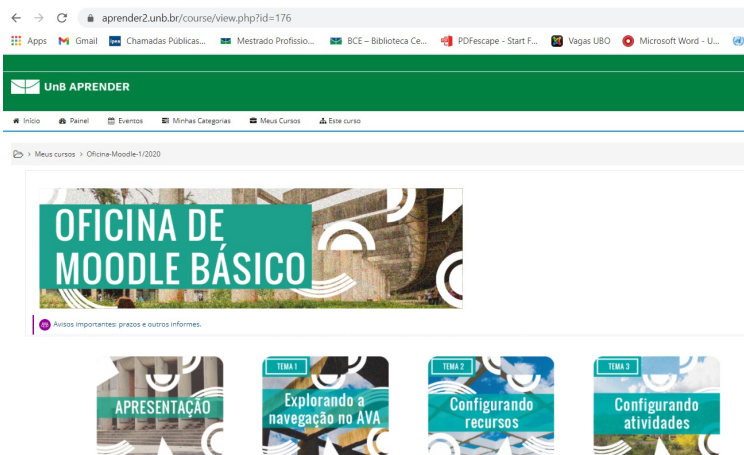 aprender2.unb.br/course/view.php?id=176
Apps Gmail Chamadas Públicas... Mestrado Profissio... BCE – Biblioteca Ce... PDFescape - Start F... Vagas UBO Microsoft Word - U...
UnB APRENDER
Início Painel Eventos Minhas Categorias Meus Cursos Este curso
> Meus cursos > Oficina-Moodle-1/2020
OFICINA DE
MOODLE BÁSICO
Avisos importantes: prazos e outros informes.
APRESENTAÇÃO
TEMA 1
Explorando a
navegação no AVA
TEMA 2
Configurando
recursos
TEMA 3
Configurando
atividades